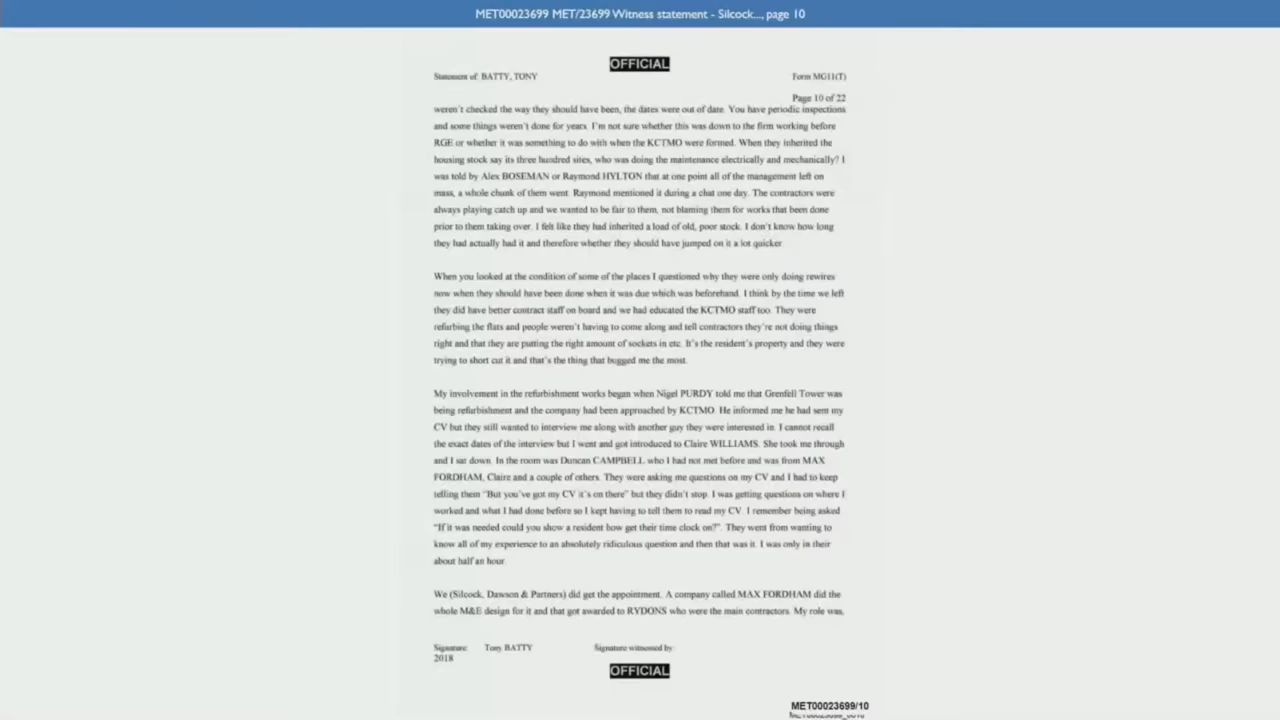 MET00023699 MET/23699 Witness statement - Silcock..., page 10
OFFICIAL
Statement of: BATTY, TONY
Form MG11(T)
Page 10 of 22
weren't checked the way they should have been, the dates were out of date. You have periodic inspections
and some things weren't done for years. I'm not sure whether this was down to the firm working before
RGE or whether it was something to do with when the KCTMO were formed. When they inherited the
housing stock say its three hundred sites, who was doing the maintenance electrically and mechanically? I
was told by Alex BOSEMAN or Raymond HYLTON that at one point all of the management left on
mass, a whole chunk of them went. Raymond mentioned it during a chat one day. The contractors were
always playing catch up and we wanted to be fair to them, not blaming them for works that been done
prior to them taking over. I felt like they had inherited a load of old, poor stock. I don't know how long
they had actually had it and therefore whether they should have jumped on it a lot quicker
When you looked at the condition of some of the places I questioned why they were only doing rewires
now when they should have been done when it was due which was beforehand. I think by the time we left
they did have better contract staff on board and we had educated the KCTMO staff too. They were
refurbing the flats and people weren't having to come along and tell contractors they're not doing things
right and that they are putting the right amount of sockets in etc. It's the resident's property and they were
trying to short cut it and that's the thing that bugged me the most.
My involvement in the refurbishment works began when Nigel PURDY told me that Grenfell Tower was
being refurbishment and the company had been approached by KCTMO. He informed me he had sent my
CV but they still wanted to interview me along with another guy they were interested in. I cannot recall
the exact dates of the interview but I went and got introduced to Claire WILLIAMS. She took me through
and I sat down. In the room was Duncan CAMPBELL who I had not met before and was from MAX
FORDHAM, Claire and a couple of others. They were asking me questions on my CV and I had to keep
telling them "But you've got my CV it's on there" but they didn't stop. I was getting questions on where I
worked and what I had done before so I kept having to tell them to read my CV. I remember being asked
"If it was needed could you show a resident how get their time clock on?". They went from wanting to
know all of my experience to an absolutely ridiculous question and then that was it. I was only in their
about half an hour.
We (Silcock, Dawson & Partners) did get the appointment. A company called MAX FORDHAM did the
whole M&E design for it and that got awarded to RYDONS who were the main contractors. My role was,
Signature: Tony BATTY
Signature witnessed by:
2018
OFFICIAL
MET00023699/10
MET00023699_0010